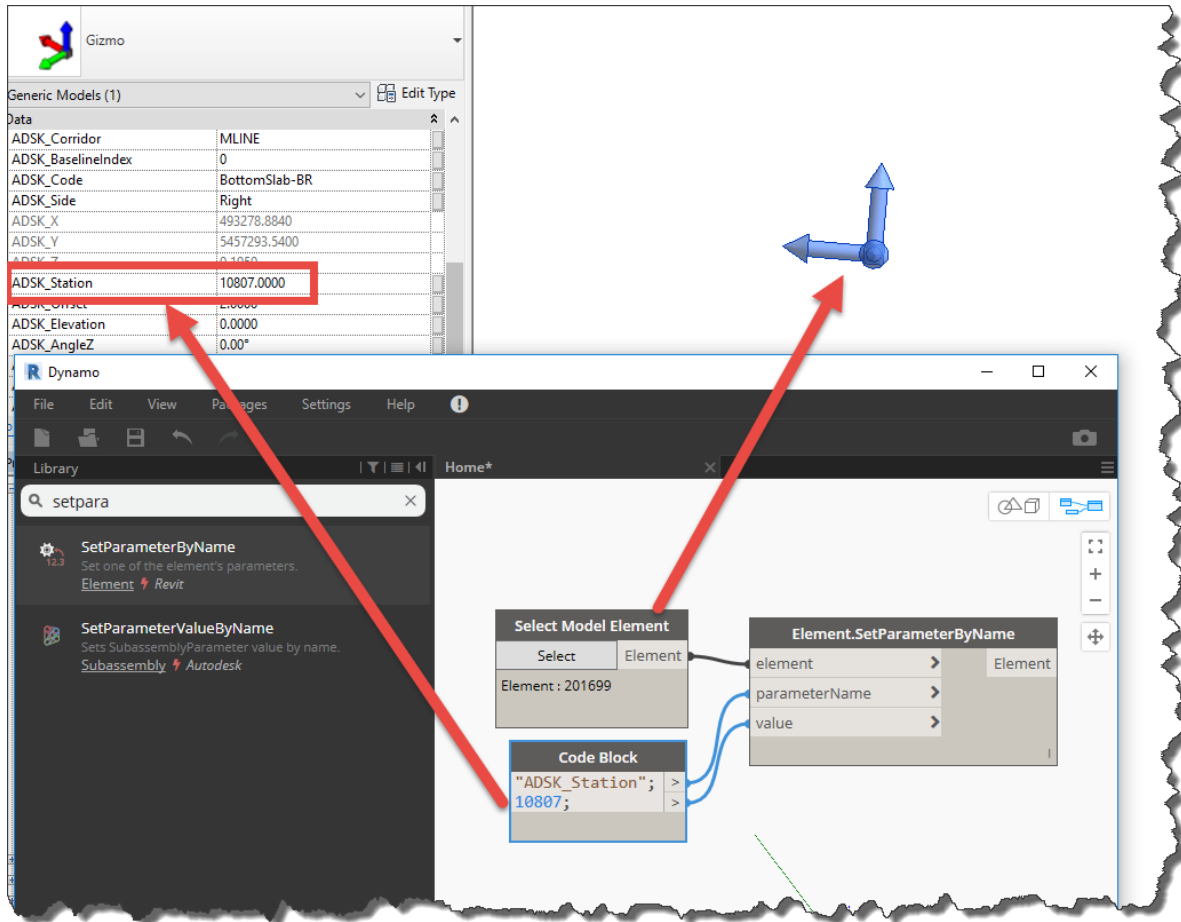 Gizmo
Generic Models (1)
Edit Type
Data
ADSK_Corridor MLINE
ADSK_BaselineIndex 0
ADSK_Code BottomSlab-BR
ADSK_Side Right
ADSK_X 493278.8840
ADSK_Y 5457293.5400
ADSK_Station 10807.0000
ADSK_Elevation 0.0000
ADSK_AngleZ 0.00°
R Dynamo
File Edit View Packages Settings Help
Library
Home*
setpara
SetParameterByName
12.3
Set one of the element's parameters.
Element Revit
SetParameterValueByName
Sets SubassemblyParameter value by name.
Subassembly Autodesk
Select Model Element
Select Element
Element : 201699
Code Block
"ADSK_Station"; >
10807; >
Element.SetParameterByName
element > Element
parameterName >
value >